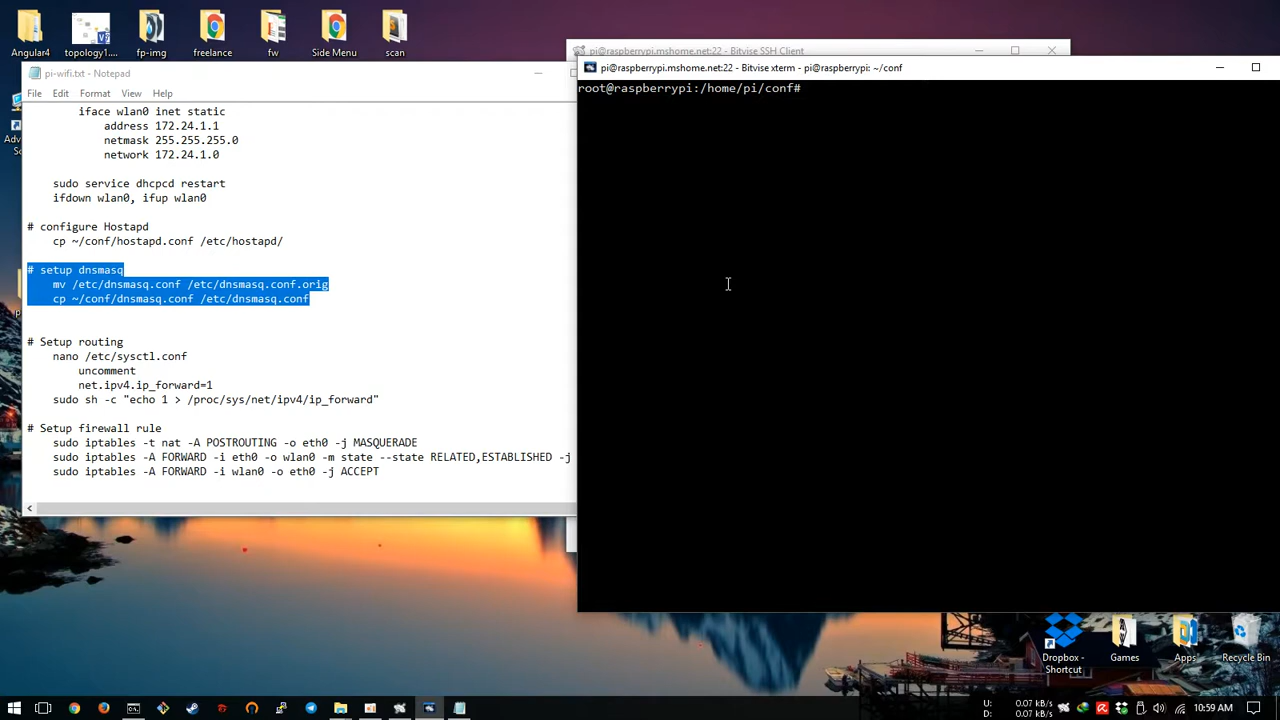 Angular4
topology1....
fp-img
freelance
fw
Side Menu
scan
pi@raspberrypi.mshome.net:22 - Bitvise SSH Client
pi-wifi.txt - Notepad
pi@raspberrypi.mshome.net:22 - Bitvise xterm - pi@raspberrypi: ~/conf
File Edit Format View Help
root@raspberrypi:/home/pi/conf#
iface wlan0 inet static
address 172.24.1.1
netmask 255.255.255.0
network 172.24.1.0
sudo service dhcpcd restart
ifdown wlan0, ifup wlan0
# configure Hostapd
cp ~/conf/hostapd.conf /etc/hostapd/
# setup dnsmasq
mv /etc/dnsmasq.conf /etc/dnsmasq.conf.orig
cp ~/conf/dnsmasq.conf /etc/dnsmasq.conf
# Setup routing
nano /etc/sysctl.conf
uncomment
net.ipv4.ip_forward=1
sudo sh -c "echo 1 > /proc/sys/net/ipv4/ip_forward"
# Setup firewall rule
sudo iptables -t nat -A POSTROUTING -o eth0 -j MASQUERADE
sudo iptables -A FORWARD -i eth0 -o wlan0 -m state --state RELATED,ESTABLISHED -j
sudo iptables -A FORWARD -i wlan0 -o eth0 -j ACCEPT
Dropbox -
Shortcut
Games
Apps
Recycle Bin
U: 0.07 kB/s
D: 0.07 kB/s
10:59 AM